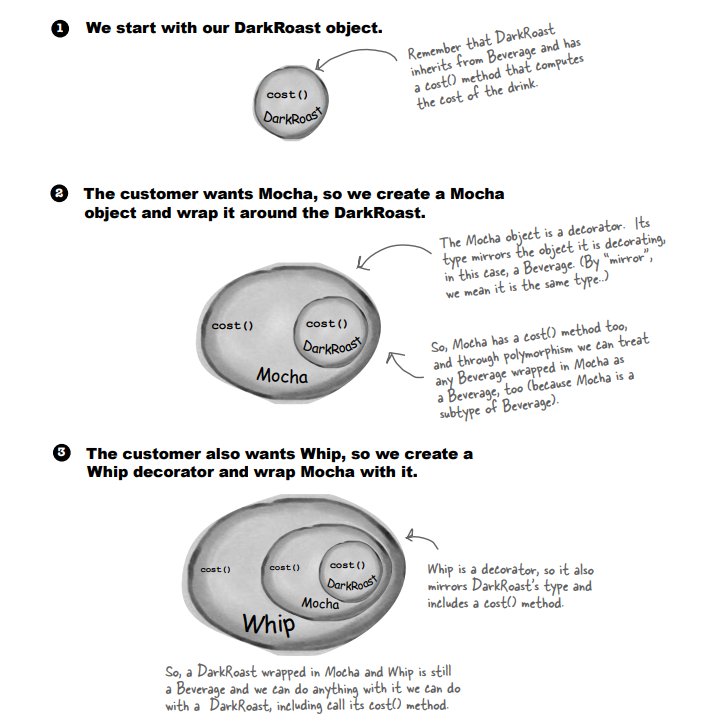 1 We start with our DarkRoast object.
Remember that DarkRoast
inherits from Beverage and has
a cost() method that computes
the cost of the drink.
cost()
DarkRoast
2 The customer wants Mocha, so we create a Mocha
object and wrap it around the DarkRoast.
The Mocha object is a decorator. Its
type mirrors the object it is decorating,
in this case, a Beverage. (By "mirror",
we mean it is the same type..)
cost()
cost()
DarkRoast
Mocha
So, Mocha has a cost() method too,
and through polymorphism we can treat
any Beverage wrapped in Mocha as
a Beverage, too (because Mocha is a
subtype of Beverage).
3 The customer also wants Whip, so we create a
Whip decorator and wrap Mocha with it.
cost()
cost()
cost()
DarkRoast
Mocha
Whip
Whip is a decorator, so it also
mirrors DarkRoast's type and
includes a cost() method.
So, a DarkRoast wrapped in Mocha and Whip is still
a Beverage and we can do anything with it we can do
with a DarkRoast, including call its cost() method.